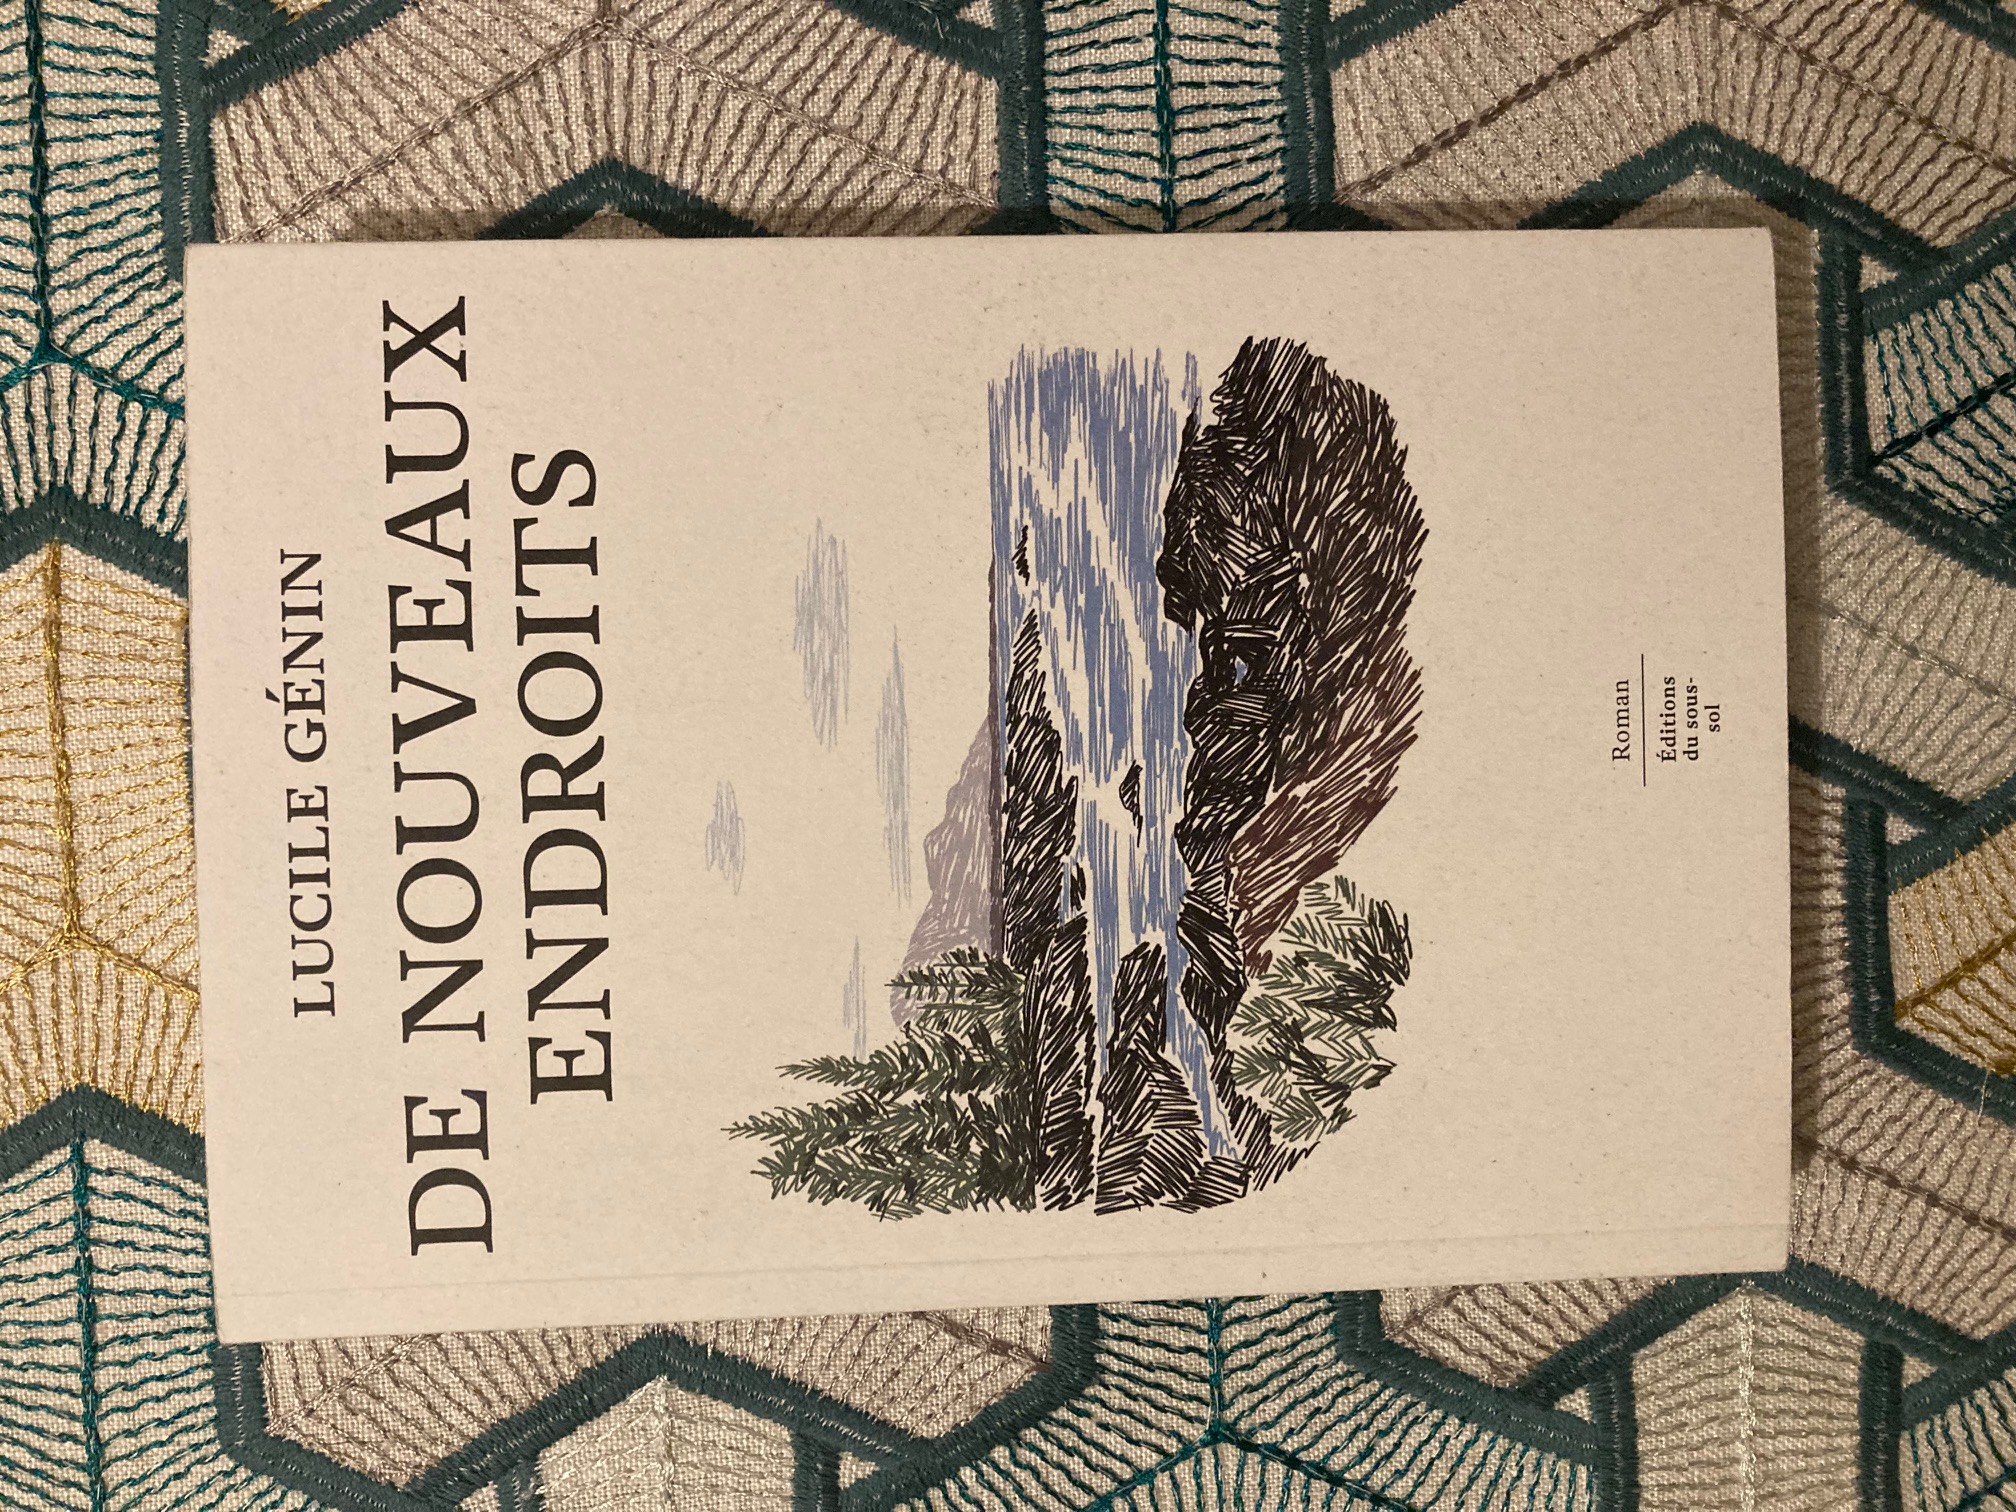 LUCILE GÉNIN
DE NOUVEAUX
ENDROITS
Roman
Éditions
du sous-
sol